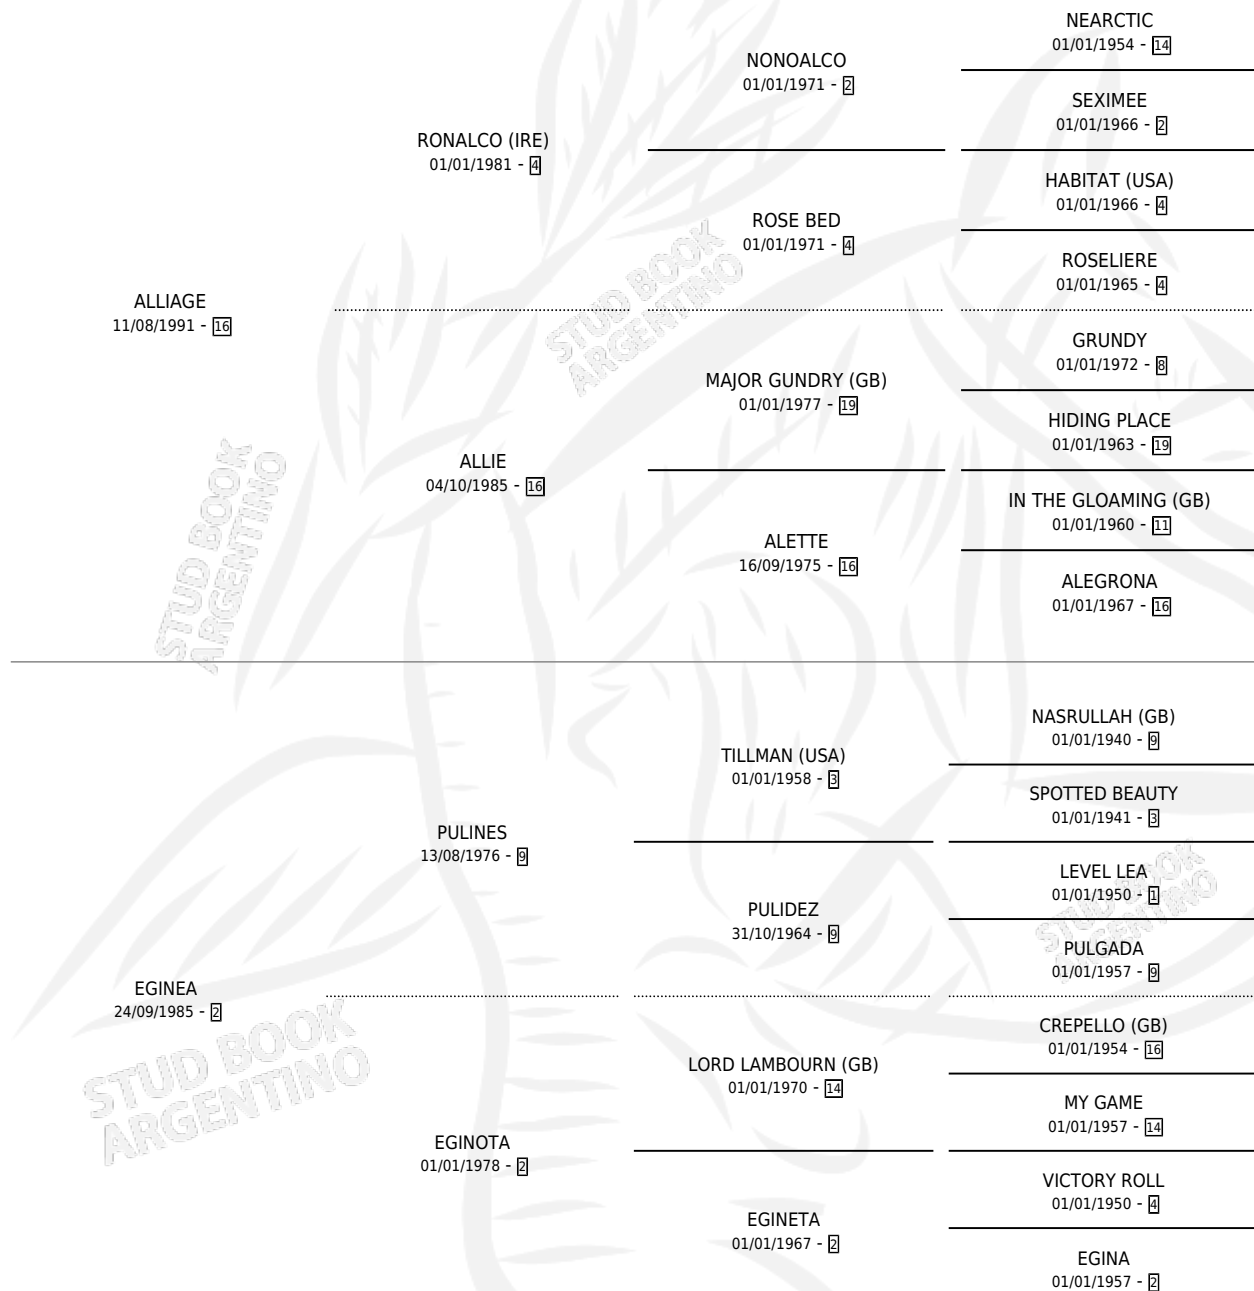 NEARCTIC
01/01/1954 - 14
NONOALCO
01/01/1971 - 2
SEXIMEE
01/01/1966 - 2
RONALCO (IRE)
01/01/1981 - 4
HABITAT (USA)
01/01/1966 - 4
ROSE BED
01/01/1971 - 4
ROSELIERE
01/01/1965 - 4
ALLIAGE
11/08/1991 - 16
GRUNDY
01/01/1972 - 8
MAJOR GUNDRY (GB)
01/01/1977 - 19
HIDING PLACE
01/01/1963 - 19
ALLIE
04/10/1985 - 16
IN THE GLOAMING (GB)
01/01/1960 - 11
ALETTE
16/09/1975 - 16
ALEGRONA
01/01/1967 - 16
NASRULLAH (GB)
01/01/1940 - 9
TILLMAN (USA)
01/01/1958 - 3
SPOTTED BEAUTY
01/01/1941 - 3
PULINES
13/08/1976 - 9
LEVEL LEA
01/01/1950 - 1
PULIDEZ
31/10/1964 - 9
PULGADA
01/01/1957 - 9
EGINEA
24/09/1985 - 2
CREPELLO (GB)
01/01/1954 - 16
LORD LAMBOURN (GB)
01/01/1970 - 14
MY GAME
01/01/1957 - 14
EGINOTA
01/01/1978 - 2
VICTORY ROLL
01/01/1950 - 4
EGINETA
01/01/1967 - 2
EGINA
01/01/1957 - 2
STUD BOOK
ARGENTINO
STUD BOOK
ARGENTINO
STUD BOOK
ARGENTINO
STUD BOOK
ARGENTINO